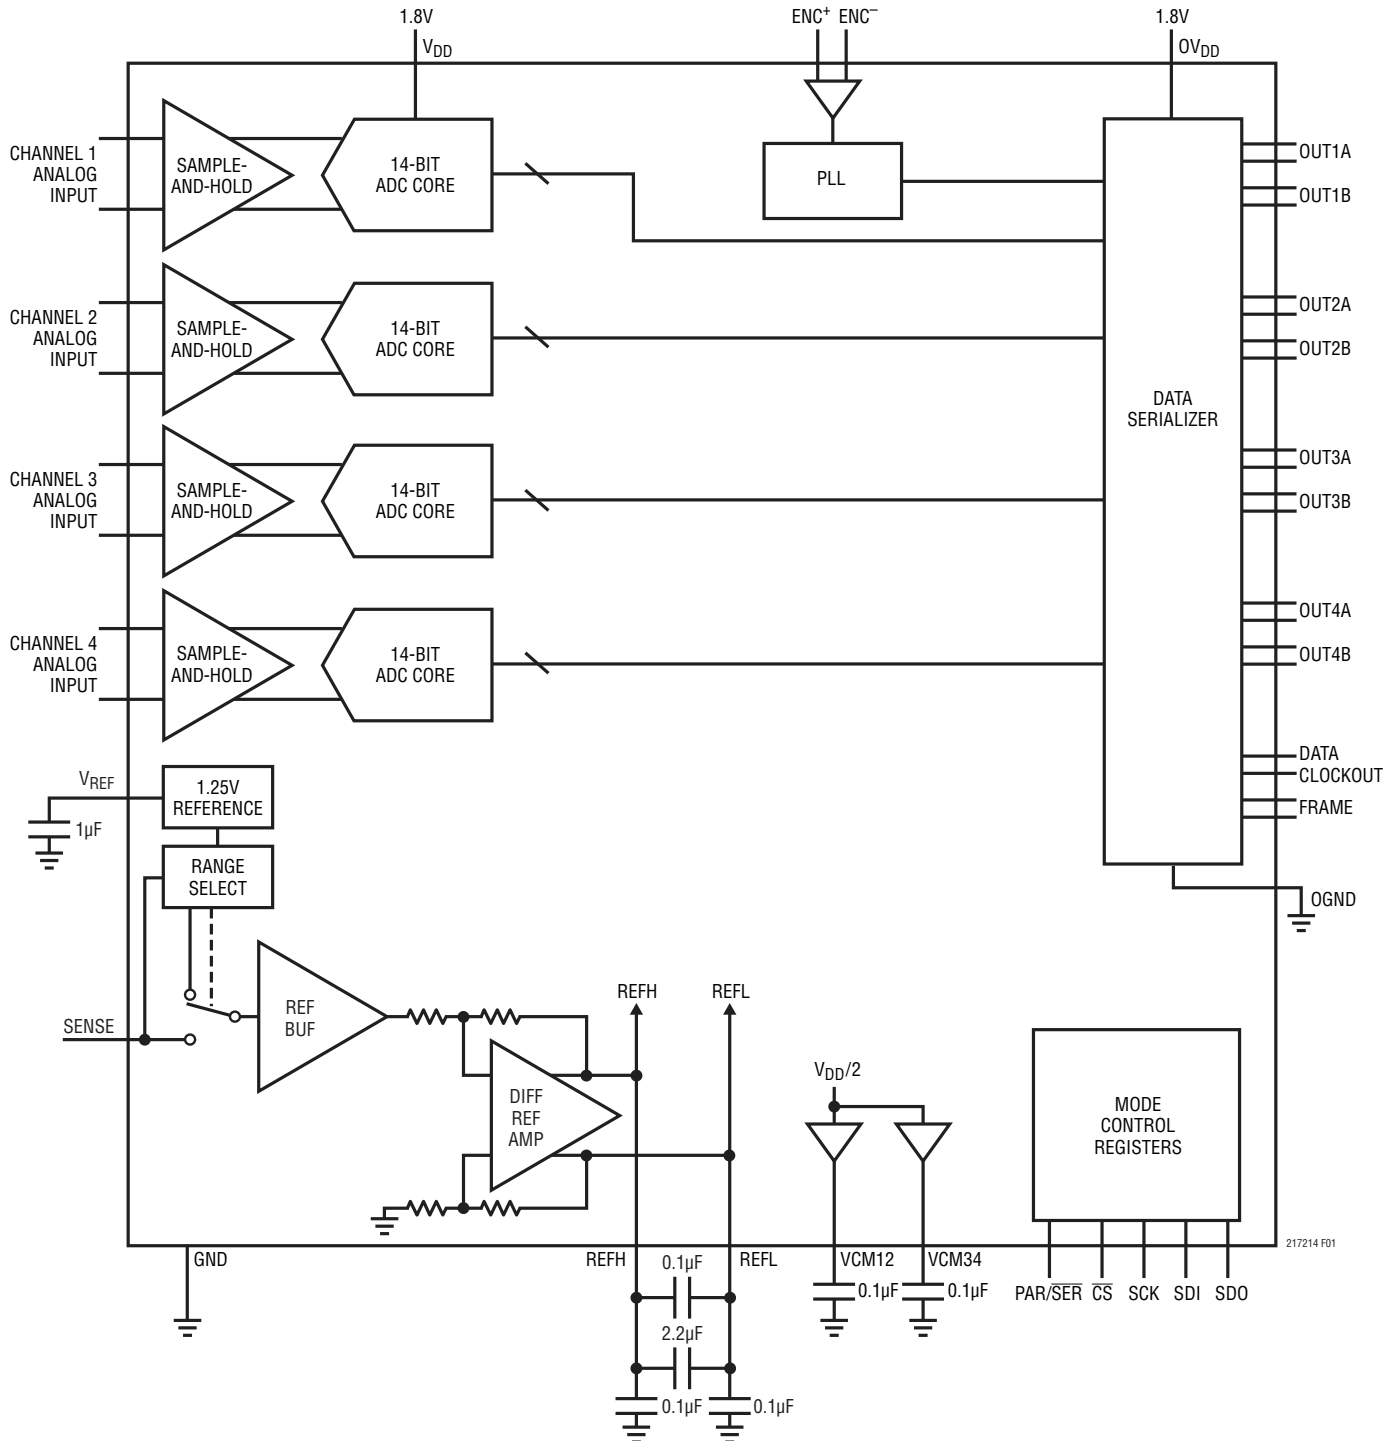 1.8V
ENC+ ENC–
1.8V
VDD
OVDD
CHANNEL 1
ANALOG
INPUT
SAMPLE-
AND-HOLD
14-BIT
ADC CORE
PLL
OUT1A
OUT1B
CHANNEL 2
ANALOG
INPUT
SAMPLE-
AND-HOLD
14-BIT
ADC CORE
OUT2A
OUT2B
DATA
SERIALIZER
CHANNEL 3
ANALOG
INPUT
SAMPLE-
AND-HOLD
14-BIT
ADC CORE
OUT3A
OUT3B
CHANNEL 4
ANALOG
INPUT
SAMPLE-
AND-HOLD
14-BIT
ADC CORE
OUT4A
OUT4B
DATA
CLOCKOUT
FRAME
VREF
1µF
1.25V
REFERENCE
RANGE
SELECT
OGND
SENSE
REF
BUF
REFH
REFL
DIFF
REF
AMP
VDD/2
MODE
CONTROL
REGISTERS
217214 F01
GND
REFH
0.1µF
REFL
VCM12
VCM34
0.1µF
0.1µF
PAR/SER
CS
SCK
SDI
SDO
2.2µF
0.1µF
0.1µF